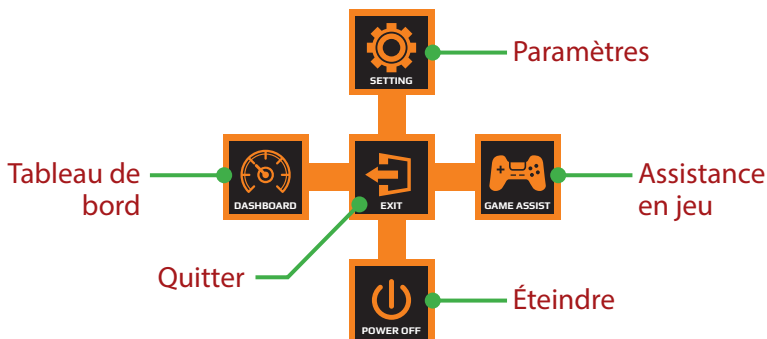 SETTING
Paramètres
Tableau de
bord
DASHBOARD
EXIT
GAME ASSIST
Assistance
en jeu
Quitter
POWER OFF
Éteindre